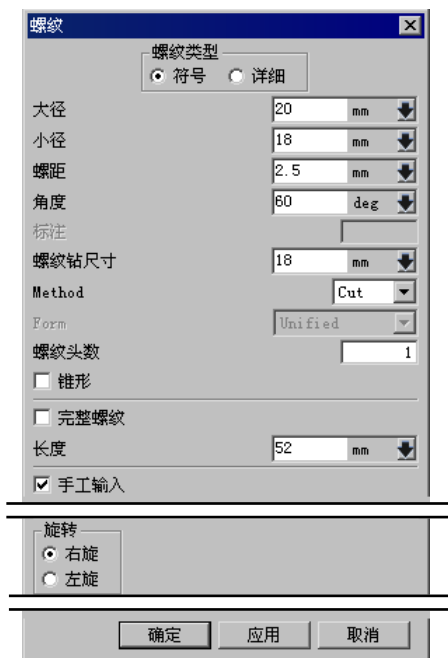 螺纹
螺纹类型
符号 详细
大径 20 mm
小径 18 mm
螺距 2.5 mm
角度 60 deg
标注
螺纹钻尺寸 18 mm
Method Cut
Form Unified
螺纹头数 1
锥形
完整螺纹
长度 52 mm
手工输入
旋转
右旋
左旋
确定 应用 取消